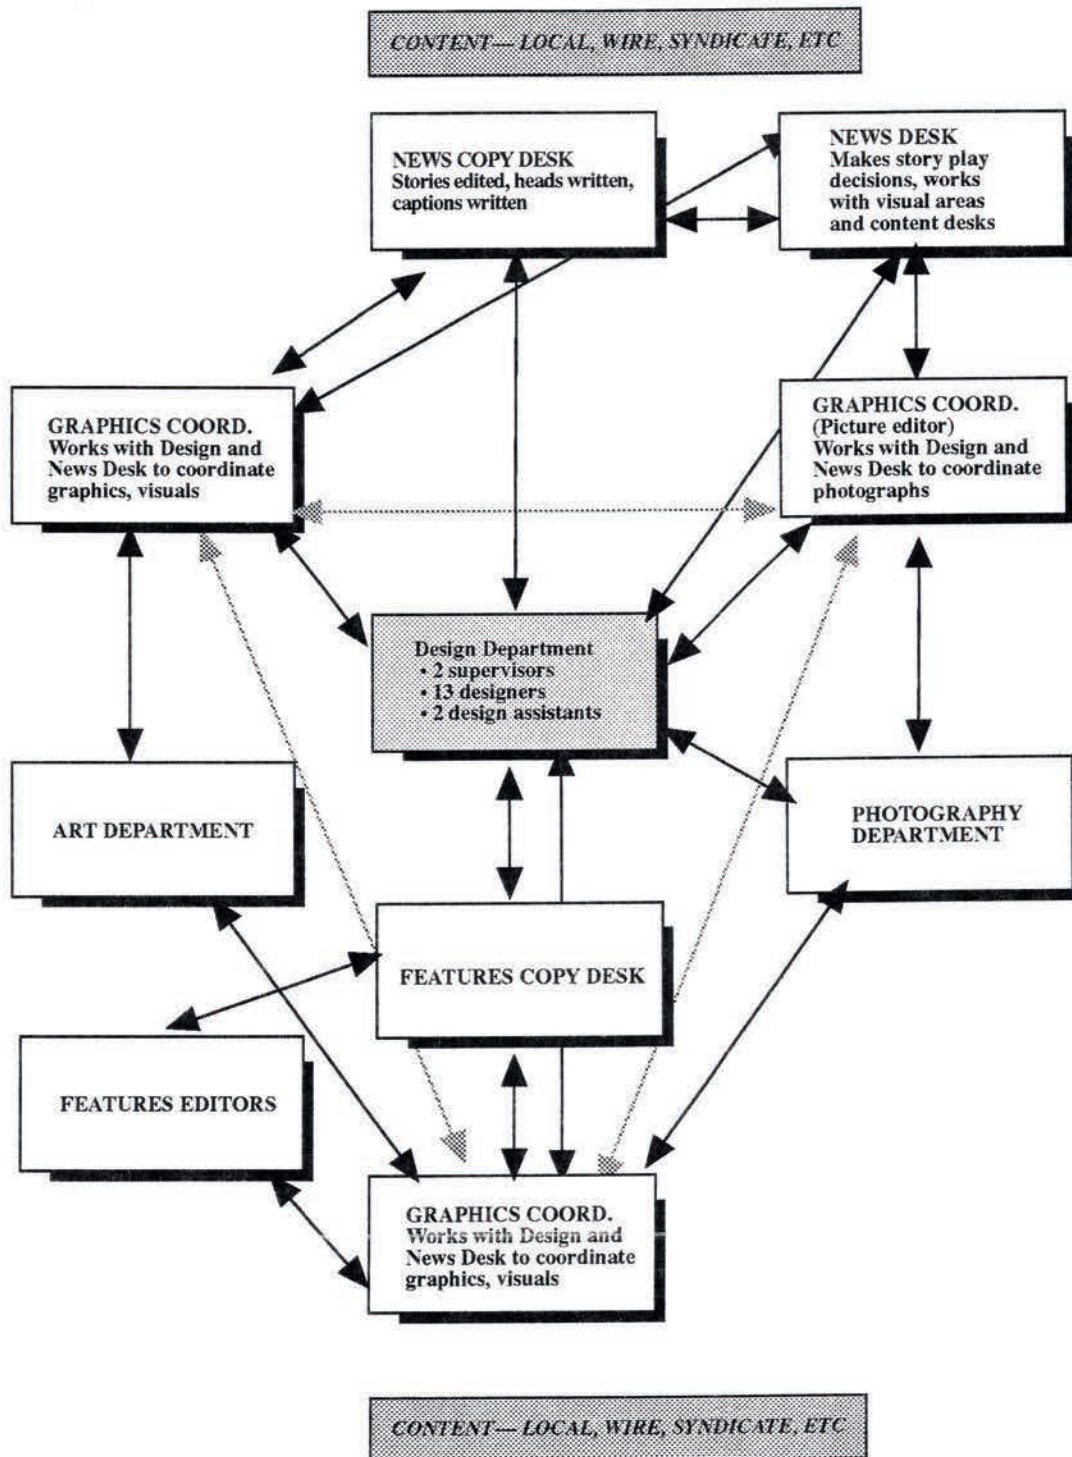 CONTENT— LOCAL, WIRE, SYNDICATE, ETC
NEWS COPY DESK
Stories edited, heads written,
captions written
NEWS DESK
Makes story play
decisions, works
with visual areas
and content desks
GRAPHICS COORD.
Works with Design and
News Desk to coordinate
graphics, visuals
GRAPHICS COORD.
(Picture editor)
Works with Design and
News Desk to coordinate
photographs
Design Department
• 2 supervisors
• 13 designers
• 2 design assistants
ART DEPARTMENT
PHOTOGRAPHY
DEPARTMENT
FEATURES COPY DESK
FEATURES EDITORS
GRAPHICS COORD.
Works with Design and
News Desk to coordinate
graphics, visuals
CONTENT— LOCAL, WIRE, SYNDICATE, ETC